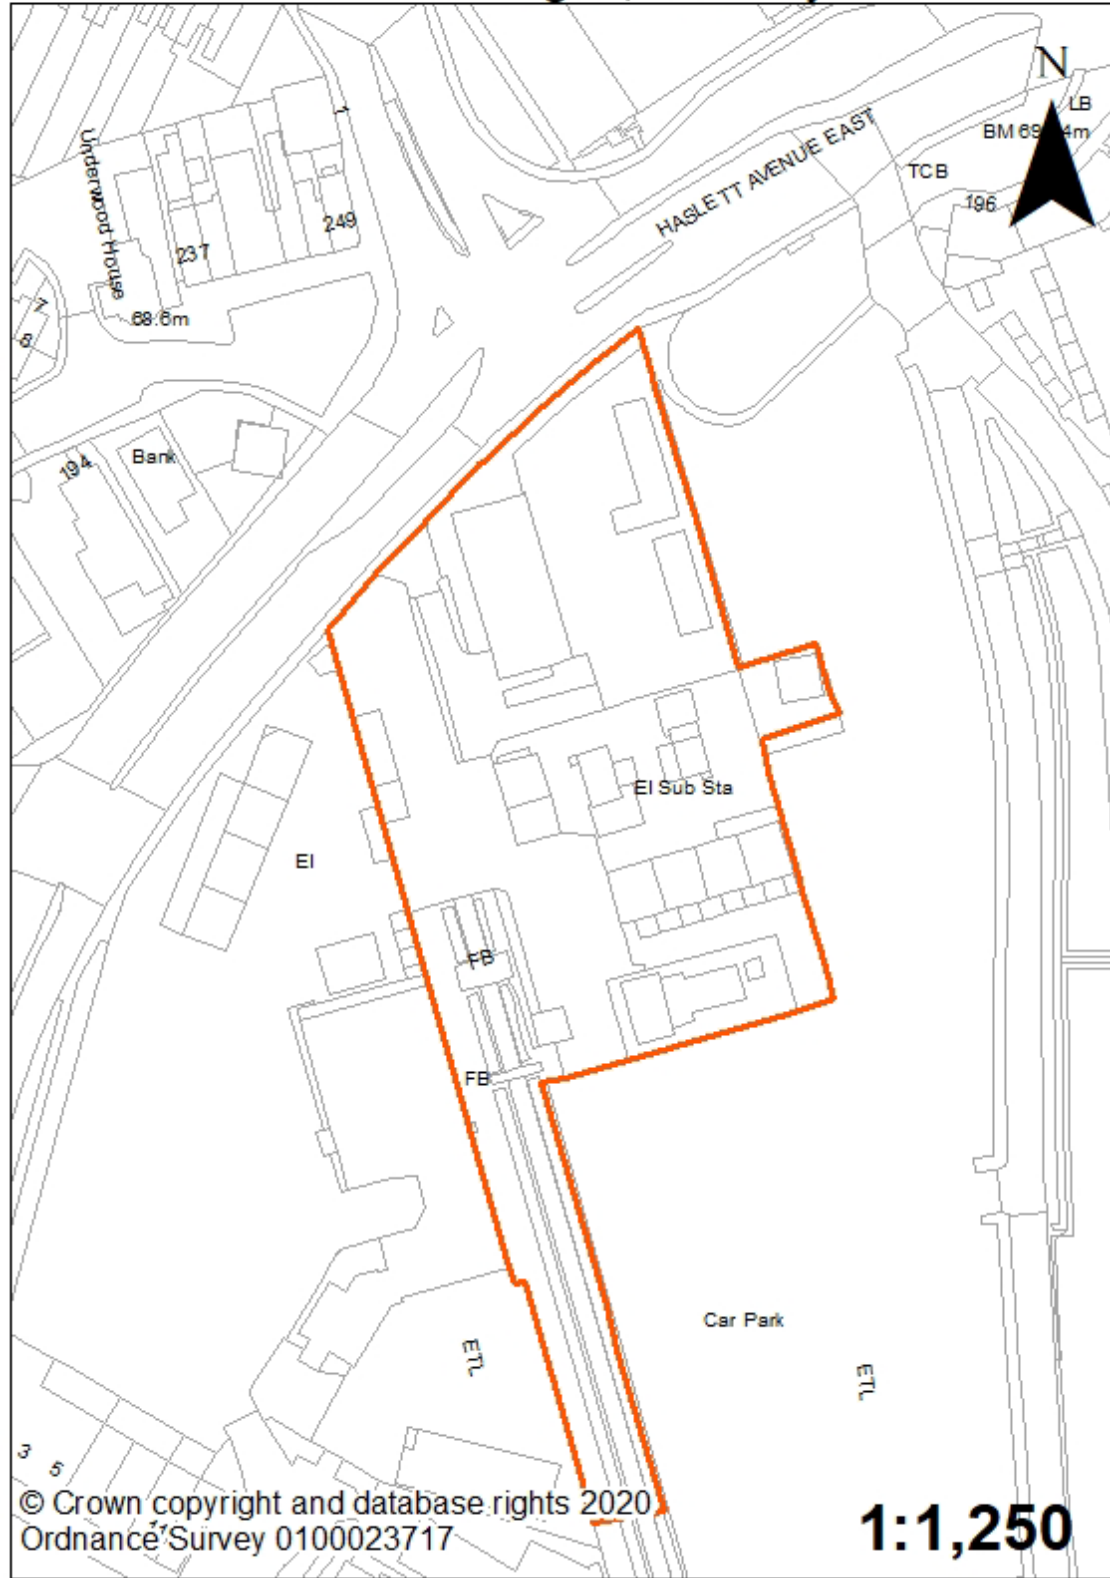 N
LB
BM 69
4m
TCB
196
HASLETT AVENUE EAST
1
249
237
Underwood House
68.6m
7
8
194
Bank
El Sub Sta
El
FB
FB
Car Park
ETL
ETL
3
5
© Crown copyright and database rights 2020
Ordnance Survey 0100023717
1:1,250